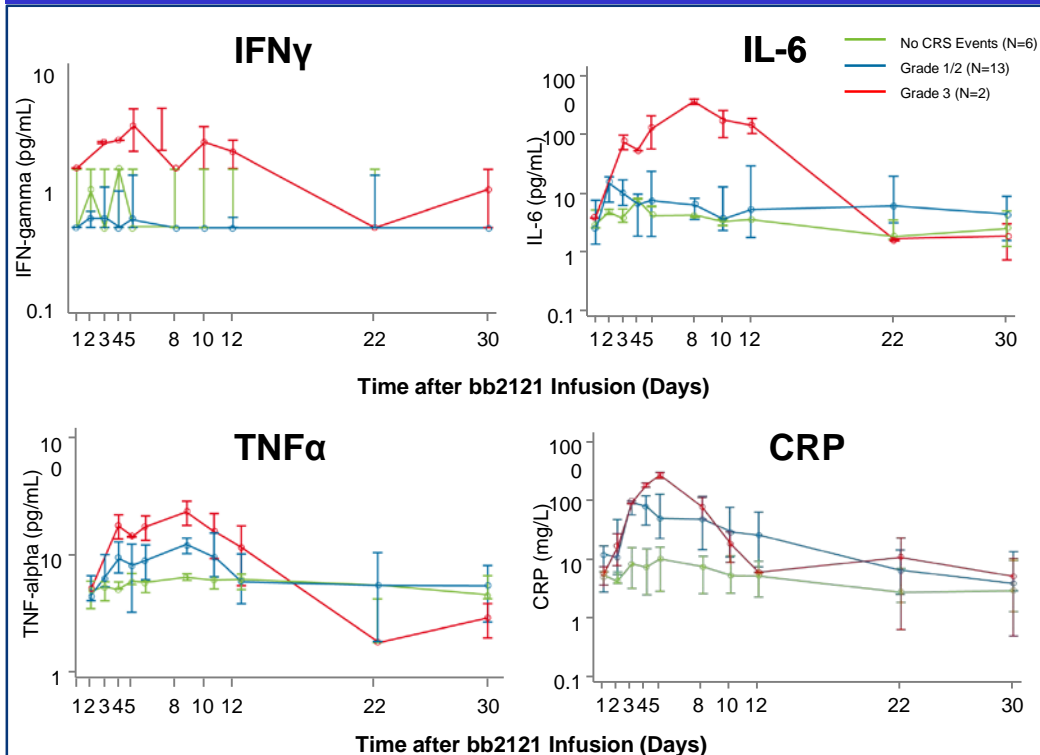 IFNγ
IL-6
No CRS Events (N=6)
Grade 1/2 (N=13)
Grade 3 (N=2)
IFN-gamma (pg/mL)
10
1
0.1
1 2 3 4 5 8 10 12 22 30
IL-6 (pg/mL)
100
0
100
10
1
0.1
1 2 3 4 5 8 10 12 22 30
Time after bb2121 Infusion (Days)
TNFα
CRP
TNF-alpha (pg/mL)
10
0
10
1
1 2 3 4 5 8 10 12 22 30
CRP (mg/L)
100
0
100
10
1
0.1
1 2 3 4 5 8 10 12 22 30
Time after bb2121 Infusion (Days)